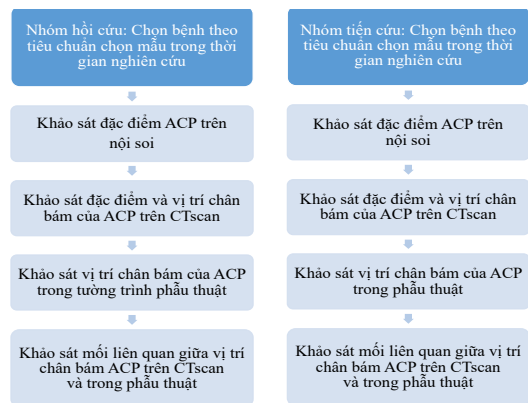 Nhóm hồi cứu: Chọn bệnh theo
tiêu chuẩn chọn mẫu trong thời
gian nghiên cứu
Khảo sát đặc điểm ACP trên
nội soi
Khảo sát đặc điểm và vị trí chân
bám của ACP trên CTscan
Khảo sát vị trí chân bám của ACP
trong tường trình phẫu thuật
Khảo sát mối liên quan giữa vị trí
chân bám ACP trên CTscan
và trong phẫu thuật
Nhóm tiến cứu: Chọn bệnh theo
tiêu chuẩn chọn mẫu trong thời
gian nghiên cứu
Khảo sát đặc điểm ACP trên
nội soi
Khảo sát đặc điểm và vị trí chân
bám của ACP trên CTscan
Khảo sát vị trí chân bám của ACP
trong phẫu thuật
Khảo sát mối liên quan giữa vị trí
chân bám ACP trên CTscan
và trong phẫu thuật